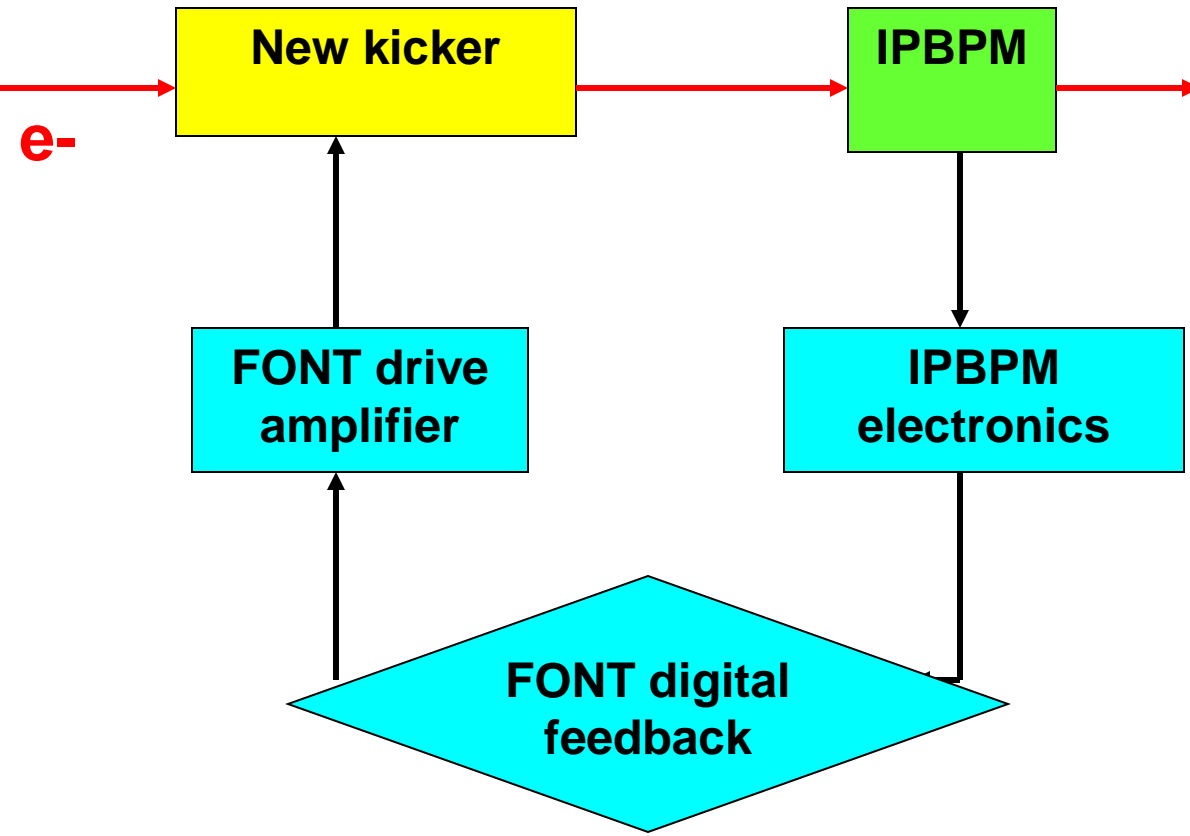 New kicker
IPBPM
e-
FONT drive
amplifier
IPBPM
electronics
FONT digital
feedback